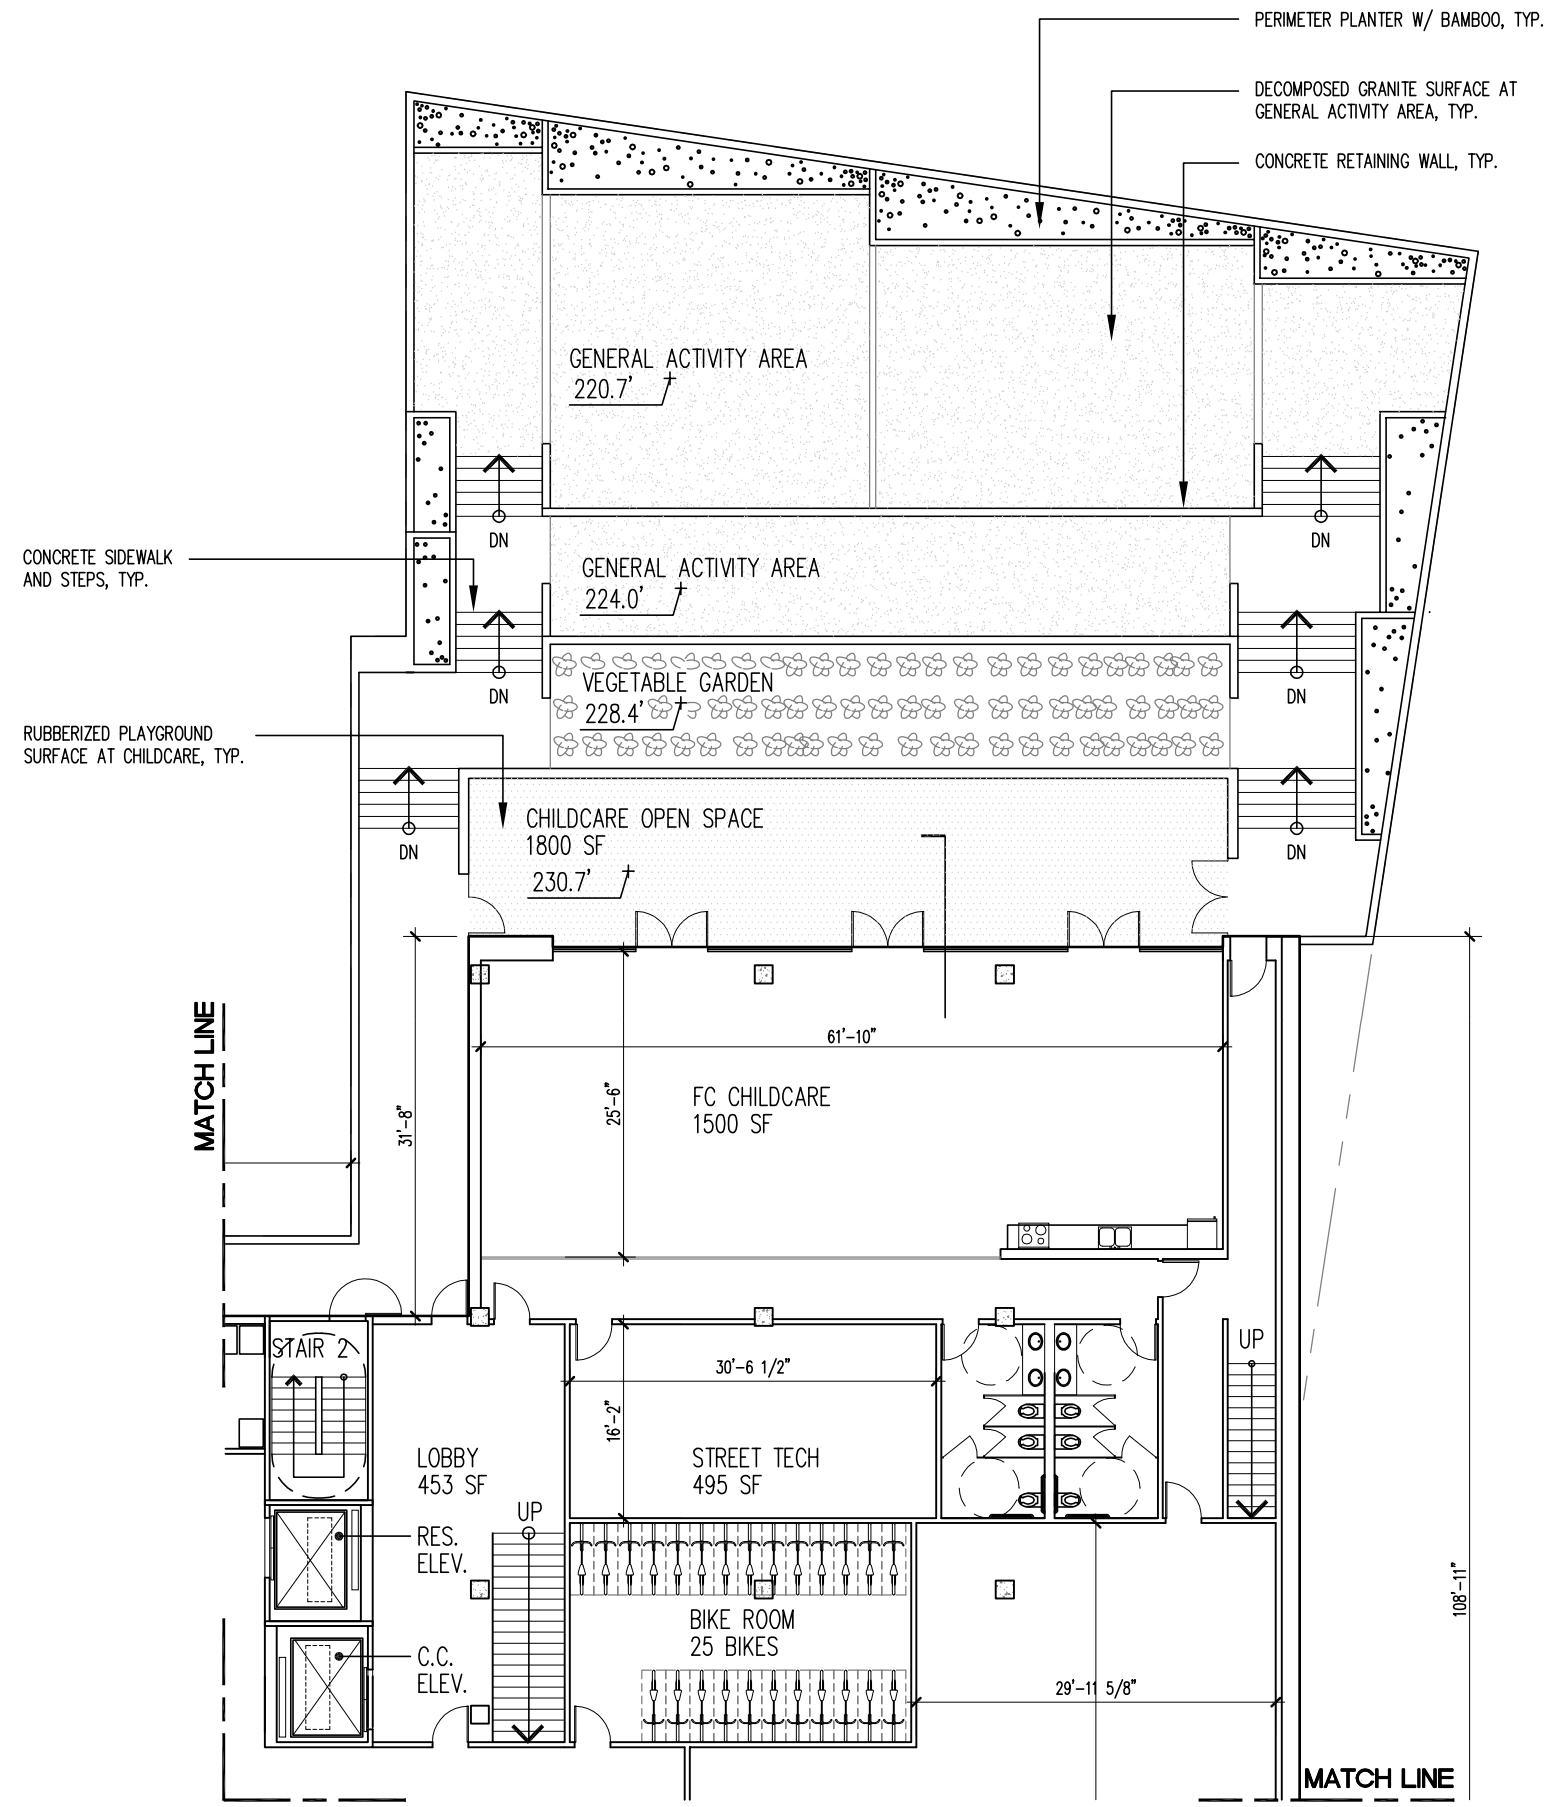 PERIMETER PLANTER W/ BAMBOO, TYP.
DECOMPOSED GRANITE SURFACE AT
GENERAL ACTIVITY AREA, TYP.
CONCRETE RETAINING WALL, TYP.
GENERAL ACTIVITY AREA
220.7'
DN
DN
CONCRETE SIDEWALK
AND STEPS, TYP.
GENERAL ACTIVITY AREA
224.0'
DN
DN
VEGETABLE GARDEN
228.4'
RUBBERIZED PLAYGROUND
SURFACE AT CHILDCARE, TYP.
CHILDCARE OPEN SPACE
1800 SF
230.7'
DN
DN
MATCH LINE
61'-10"
25'-6"
31'-8"
FC CHILDCARE
1500 SF
STAIR 2
UP
30'-6 1/2"
16'-2"
LOBBY
453 SF
STREET TECH
495 SF
UP
RES.
ELEV.
BIKE ROOM
25 BIKES
C.C.
ELEV.
29'-11 5/8"
108'-11"
MATCH LINE